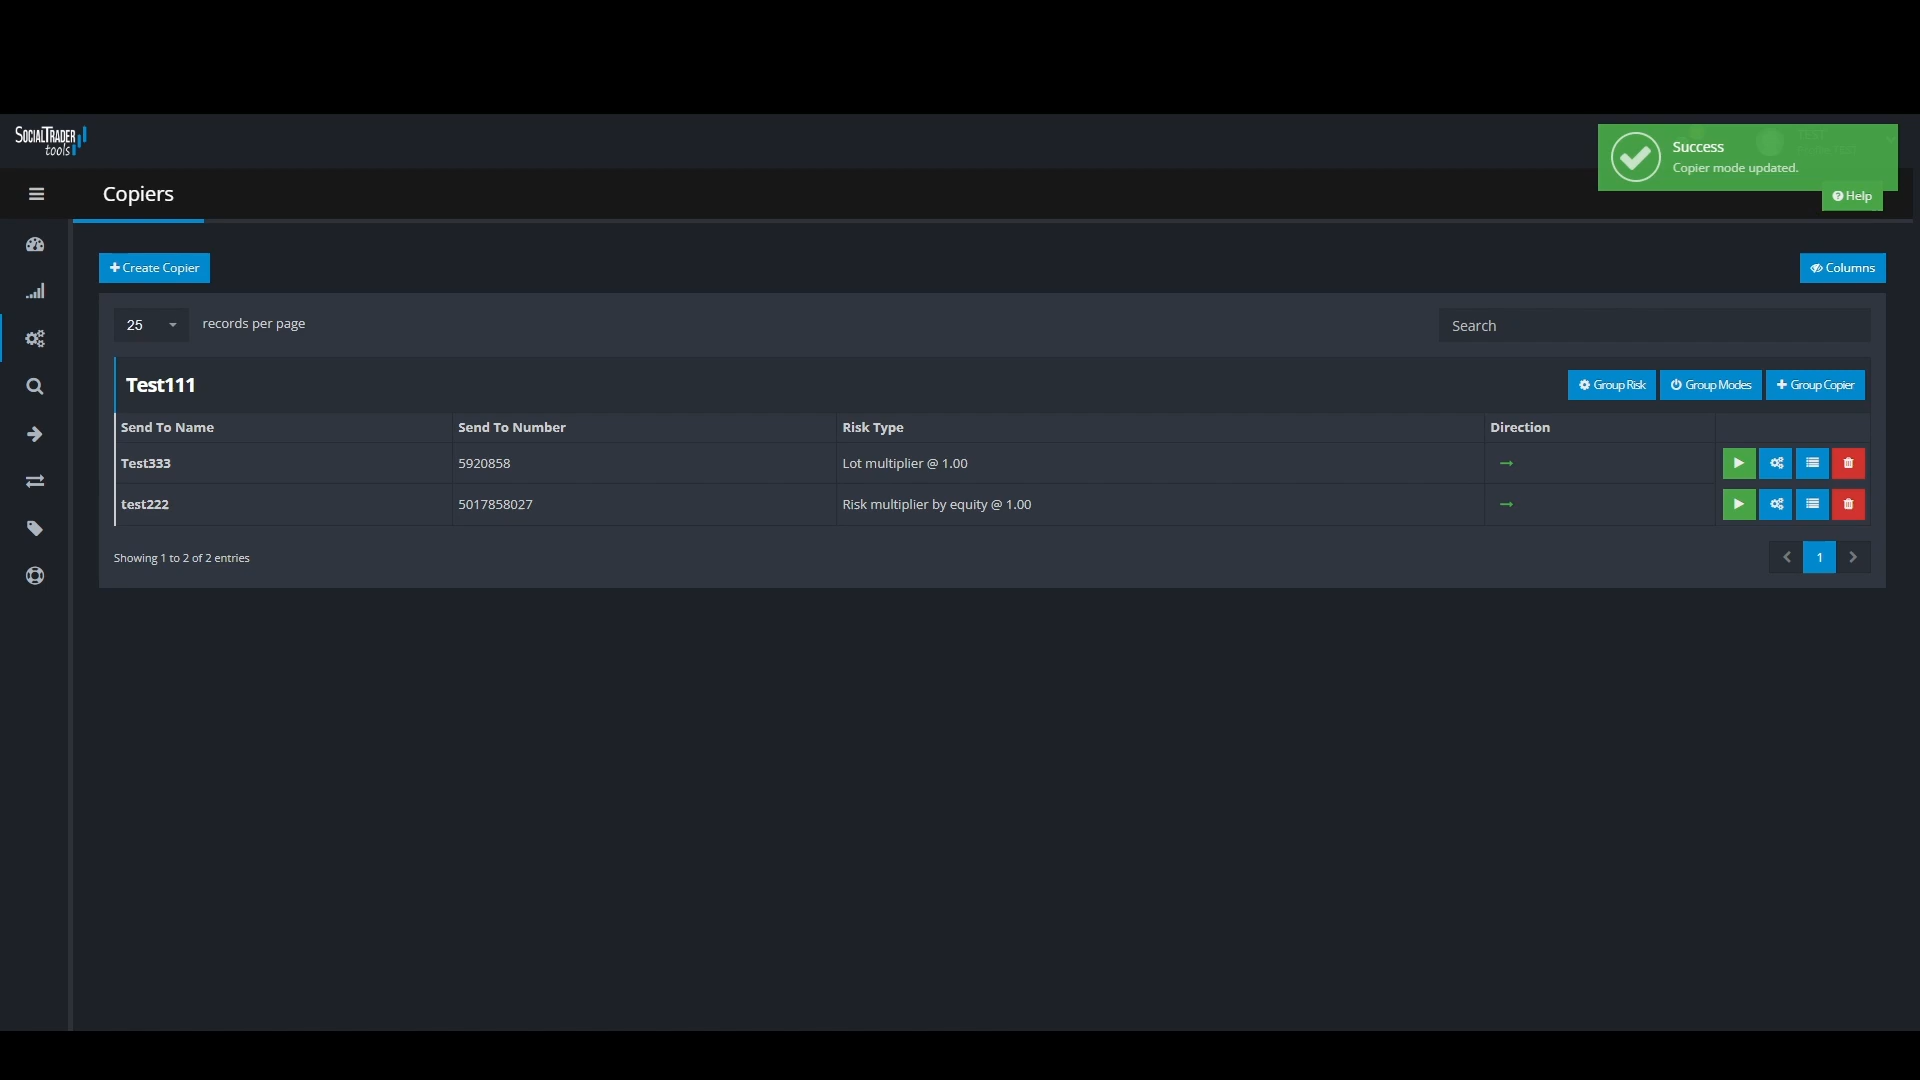 SOCIALTRADER
tools
Success
Copier mode updated.
Copiers
Help
Create Copier
Columns
25 records per page
Search
Test111
Group Risk Group Modes Group Copier
Send To Name Send To Number Risk Type Direction
Test333 5920858 Lot multiplier @ 1.00
test222 5017858027 Risk multiplier by equity @ 1.00
Showing 1 to 2 of 2 entries
1